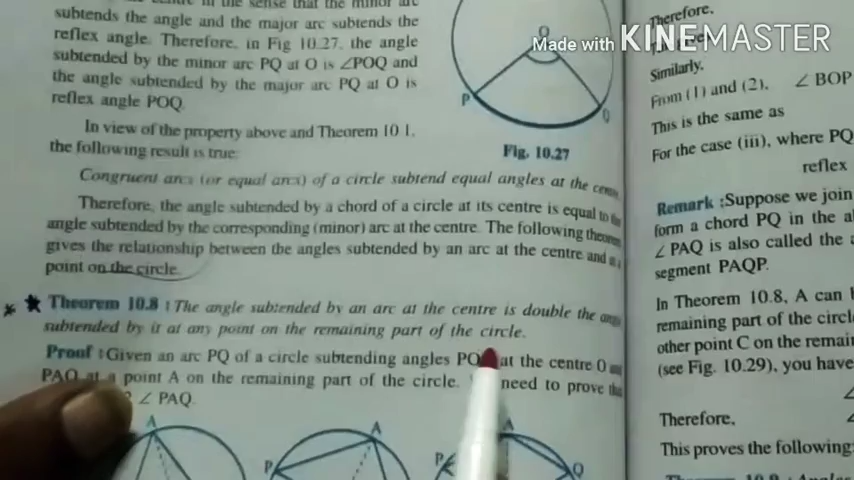 subtends the angle and the major arc subtends the
reflex angle. Therefore, in Fig 10.27, the angle
subtended by the minor arc PQ at O is ∠POQ and
the angle subtended by the major arc PQ at O is
reflex angle POQ.
In view of the property above and Theorem 10.1,
the following result is true:
Congruent arcs (or equal arcs) of a circle subtend equal angles at the
Therefore, the angle subtended by a chord of a circle at its centre is equal to the
angle subtended by the corresponding (minor) arc at the centre. The following theorem
gives the relationship between the angles subtended by an arc at the centre and
point on the circle.
Theorem 10.8 : The angle subtended by an arc at the centre is double the
subtended by it at any point on the remaining part of the circle.
Proof : Given an arc PQ of a circle subtending angles at the centre O
PAQ at a point A on the remaining part of the circle. need to prove
∠ PAQ.
A
P
A
P
A
Q
O
P
Q
Fig. 10.27
Made with KINEMASTER
Therefore,
Similarly,
From (1) and (2), ∠ BOP
This is the same as
For the case (iii), where PQ
reflex
Remark : Suppose we join
form a chord PQ in the
∠ PAQ is also called the
segment PAQP.
In Theorem 10.8, A can
remaining part of the
other point C on the
(see Fig. 10.29), you have
Therefore,
This proves the following: